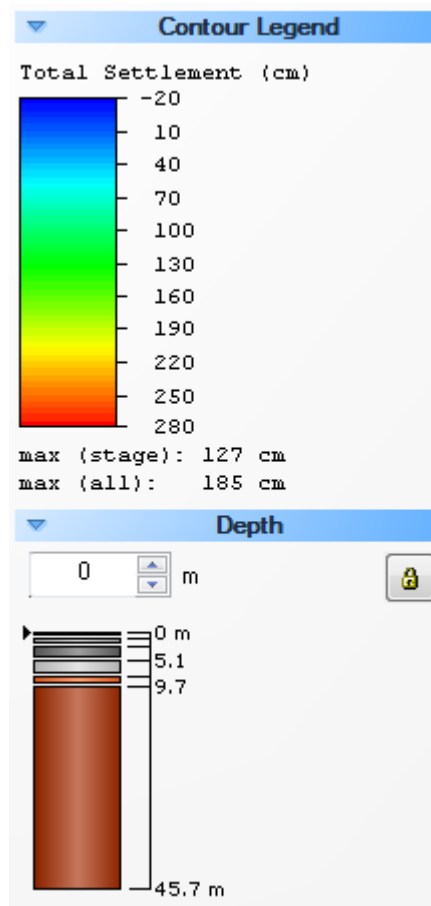 Contour Legend
Total Settlement (cm)
-20
10
40
70
100
130
160
190
220
250
280
max (stage): 127 cm
max (all): 185 cm
Depth
0 m
0 m
5.1
9.7
45.7 m